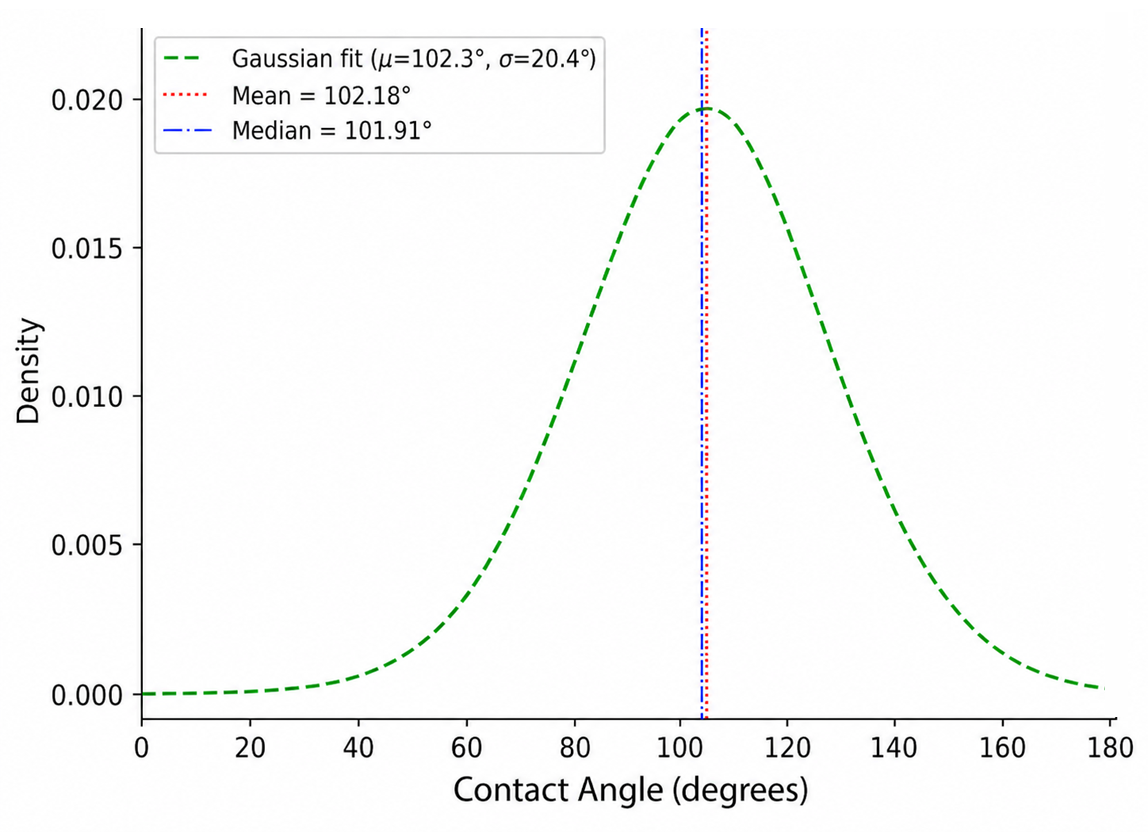 Gaussian fit (μ=102.3°, σ=20.4°)
Mean = 102.18°
Median = 101.91°
0.020
0.015
0.010
0.005
0.000
Density
0 20 40 60 80 100 120 140 160 180
Contact Angle (degrees)